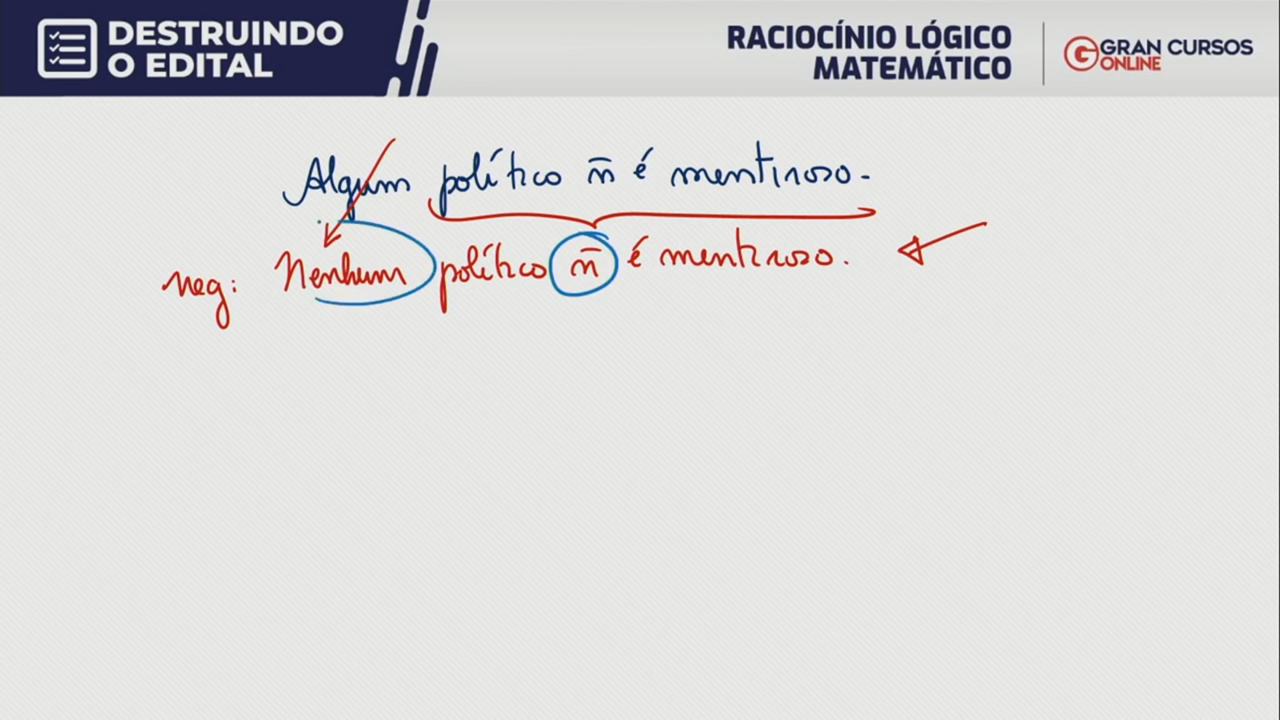 DESTRUINDO
O EDITAL
RACIOCÍNIO LÓGICO
MATEMÁTICO
GRAN CURSOS
ONLINE
Algum político n̄ é mentiroso.
neg: Nenhum político n̄ é mentiroso.